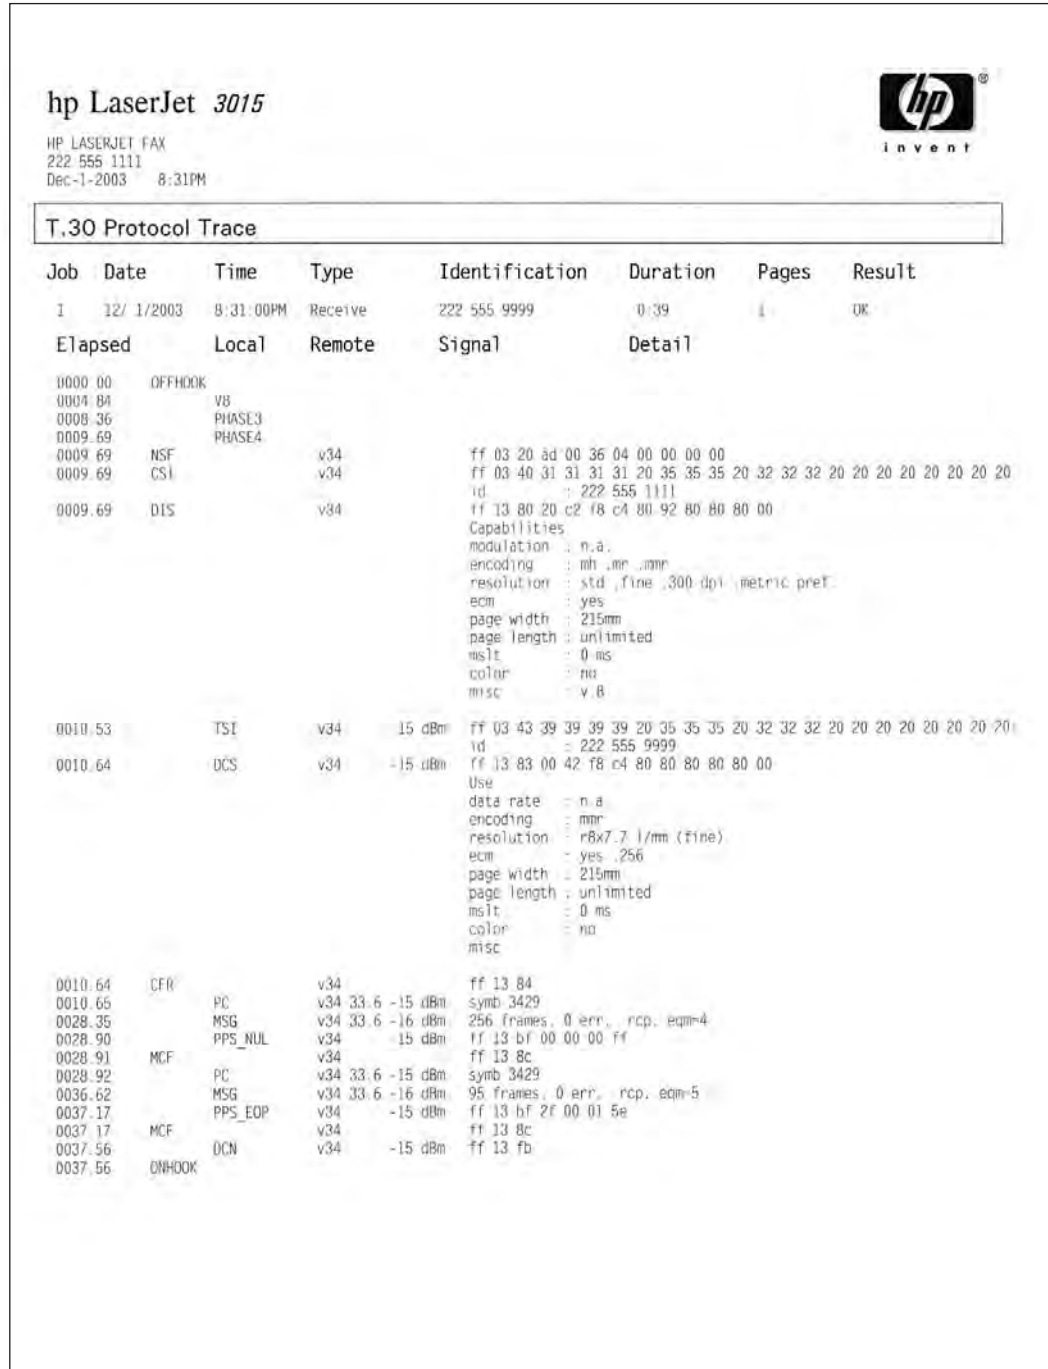 hp LaserJet 3015
hp
®
invent
HP LASERJET FAX
222 555 1111
Dec-1-2003 8:31PM
T.30 Protocol Trace
Job Date Time Type Identification Duration Pages Result
1 12/ 1/2003 8:31:00PM Receive 222 555 9999 0:39 1 OK
Elapsed Local Remote Signal Detail
0000.00 OFFHOOK
0004.84 V8
0008.36 PHASE3
0009.69 PHASE4
0009.69 NSF v34 ff 03 20 ad 00 36 04 00 00 00 00
0009.69 CSI v34 ff 03 40 31 31 31 31 20 35 35 35 20 32 32 32 20 20 20 20 20 20 20 20
id : 222 555 1111
0009.69 DIS v34 ff 13 80 20 c2 f8 c4 80 92 80 80 80 00
Capabilities
modulation : n.a.
encoding : mh ,mr ,mmr
resolution : std ,fine ,300 dpi ,metric pref.
ecm : yes
page width : 215mm
page length : unlimited
mslt : 0 ms
color : no
misc : v.8
0010.53 TSI v34 15 dBm ff 03 43 39 39 39 39 20 35 35 35 20 32 32 32 20 20 20 20 20 20 20 20
id : 222 555 9999
0010.64 DCS v34 -15 dBm ff 13 83 00 42 f8 c4 80 80 80 80 80 00
Use
data rate : n.a
encoding : mmr
resolution : r8x7.7 l/mm (fine)
ecm : yes ,256
page width : 215mm
page length : unlimited
mslt : 0 ms
color : no
misc
0010.64 CFR v34 ff 13 84
0010.65 PC v34 33.6 -15 dBm symb 3429
0028.35 MSG v34 33.6 -16 dBm 256 frames, 0 err, rcp, eqm=4
0028.90 PPS_NUL v34 15 dBm ff 13 bf 00 00 00 ff
0028.91 MCF v34 ff 13 8c
0028.92 PC v34 33.6 -15 dBm symb 3429
0036.62 MSG v34 33.6 -16 dBm 95 frames, 0 err, rcp, eqm=5
0037.17 PPS_EOP v34 -15 dBm ff 13 bf 2f 00 01 5e
0037.17 MCF v34 ff 13 8c
0037.56 DCN v34 -15 dBm ff 13 fb
0037.56 ONHOOK